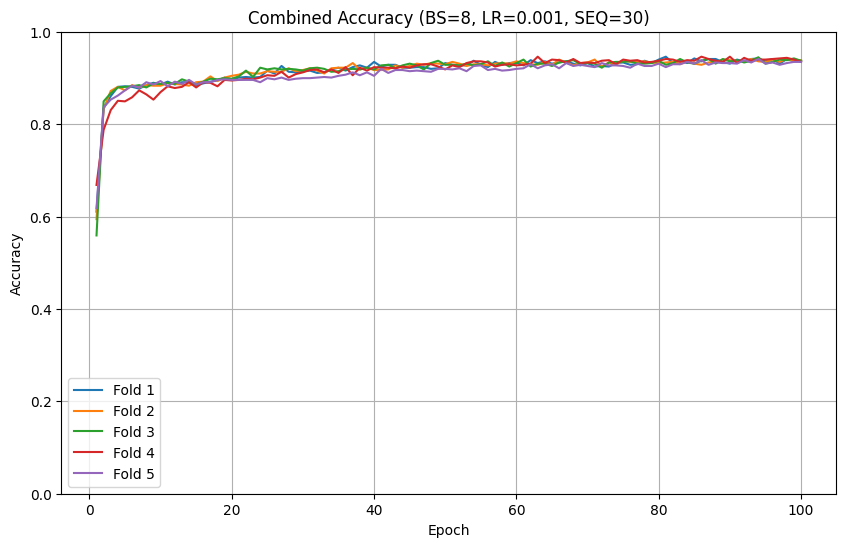 Combined Accuracy (BS=8, LR=0.001, SEQ=30)
1.0
0.8
0.6
0.4
0.2
0.0
Accuracy
Fold 1
Fold 2
Fold 3
Fold 4
Fold 5
0 20 40 60 80 100
Epoch